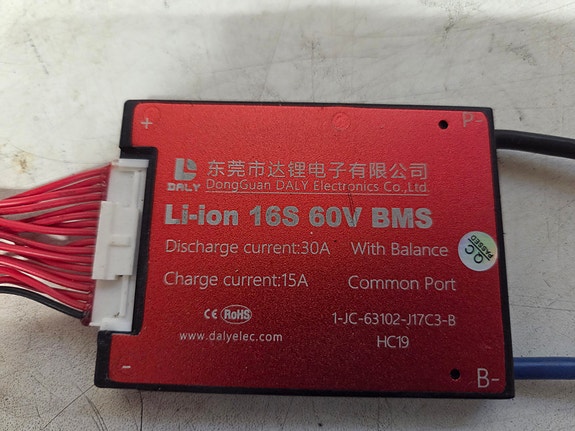 +
P-
DALY
东莞市达锂电子有限公司
DongGuan DALY Electronics Co.,Ltd.
Li-ion 16S 60V BMS
Discharge current:30A With Balance
QC
PASSED
Charge current:15A Common Port
CE RoHS
1-JC-63102-J17C3-B
www.dalyelec.com
HC19
-
B-